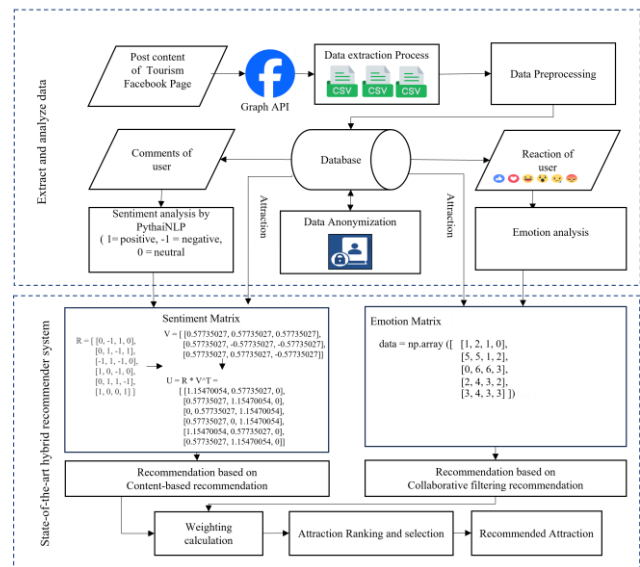 Extract and analyze data
Post content
of Tourism
Facebook Page
Graph API
Data extraction Process
CSV
CSV
CSV
Data Preprocessing
Comments of
user
Database
Reaction of
user
Attraction
Attraction
Sentiment analysis by
PythaiNLP
( 1= positive, -1 = negative,
0 = neutral
Data Anonymization
Emotion analysis
State-of-the-art hybrid recommender system
Sentiment Matrix
R = [ [0, -1, 1, 0],
[0, 1, -1, 1],
[-1, 1, -1, 0],
[1, 0, -1, 0],
[0, 1, 1, -1],
[1, 0, 0, 1] ]
V = [ [0.57735027, 0.57735027, 0.57735027],
[0.57735027, -0.57735027, -0.57735027],
[0.57735027, 0.57735027, -0.57735027]]
U = R * V^T =
[ [1.15470054, 0.57735027, 0],
[0.57735027, 1.15470054, 0],
[0, 0.57735027, 1.15470054],
[0.57735027, 0, 1.15470054],
[1.15470054, 0.57735027, 0],
[0.57735027, 1.15470054, 0]]
Emotion Matrix
data = np.array ([ [1, 2, 1, 0],
[5, 5, 1, 2],
[0, 6, 6, 3],
[2, 4, 3, 2],
[3, 4, 3, 3] ])
Recommendation based on
Content-based recommendation
Recommendation based on
Collaborative filtering recommendation
Weighting
calculation
Attraction Ranking and selection
Recommended Attraction